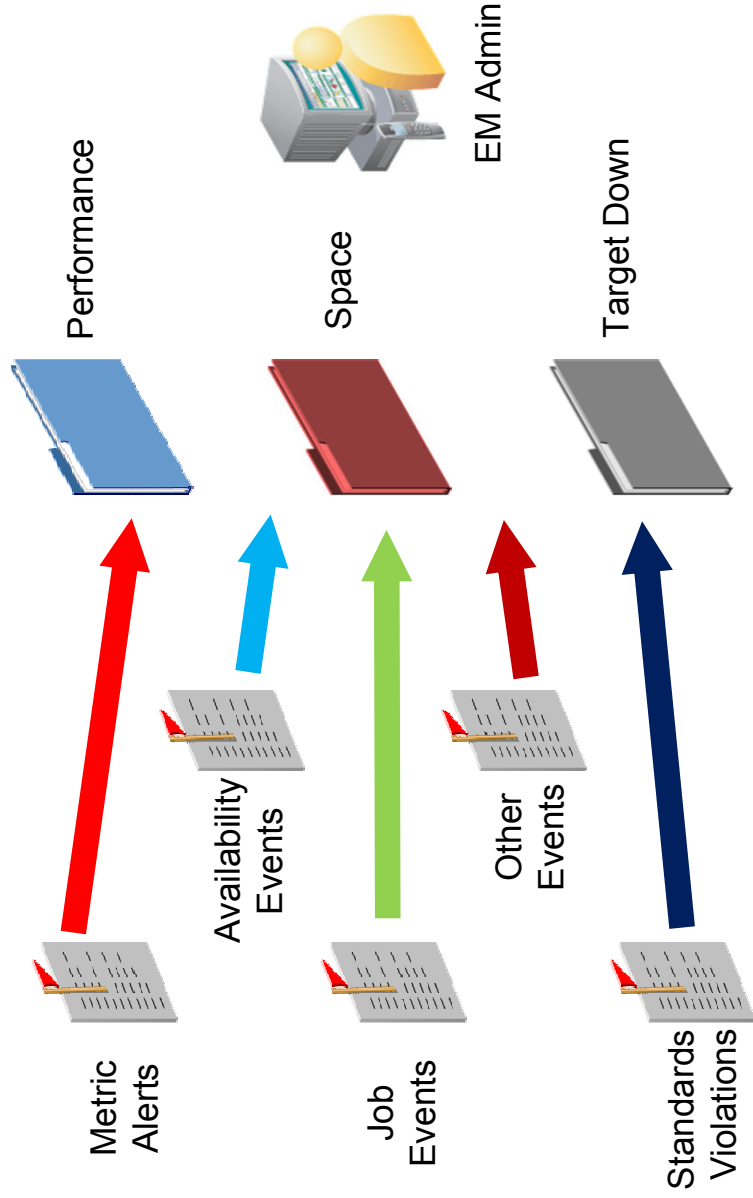 Metric
Alerts
Availability
Events
Job
Events
Other
Events
Standards
Violations
Performance
Space
Target Down
EM Admin